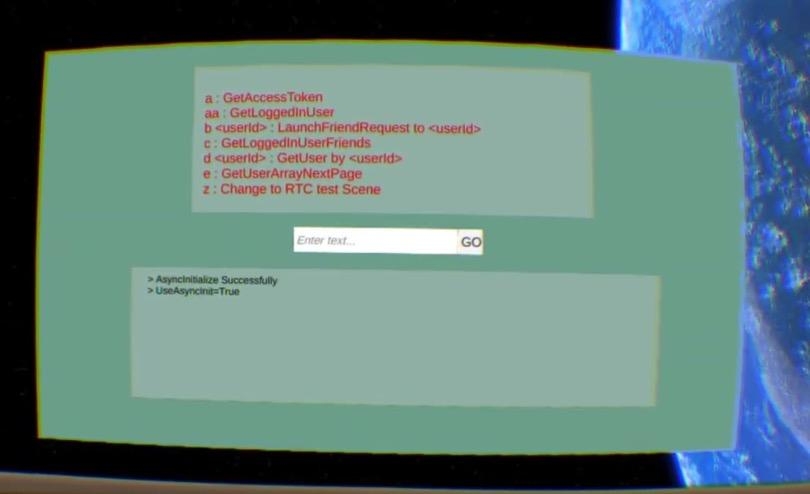 a : GetAccessToken
aa : GetLoggedInUser
b <userId> : LaunchFriendRequest to <userId>
c : GetLoggedInUserFriends
d <userId> : GetUser by <userId>
e : GetUserArrayNextPage
z : Change to RTC test Scene
Enter text...
GO
> AsyncInitialize Successfully
> UseAsyncInit=True